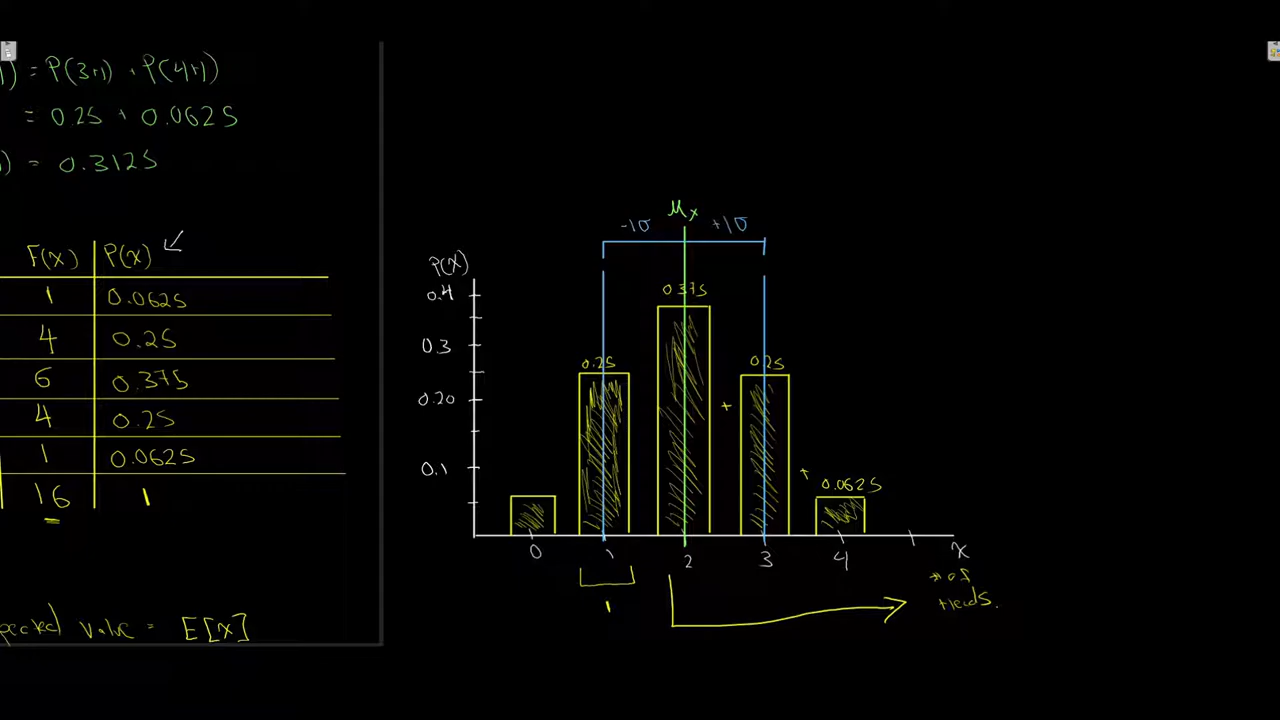 ) = P(3H) + P(4H)
= 0.25 + 0.0625
) = 0.3125
F(x) P(x)
1 0.0625
4 0.25
6 0.375
4 0.25
1 0.0625
16 1
pected value = E[x]
μx
-1σ +1σ
P(x)
0.4
0.3
0.20
0.1
0.25
0.375
+
0.25
+
0.0625
0 1 2 3 4 x
# of
Heads.
1